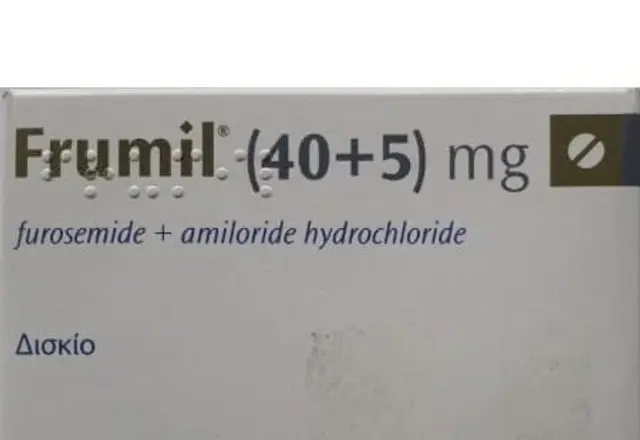 Frumil® (40+5) mg
furosemide + amiloride hydrochloride
Δισκίο